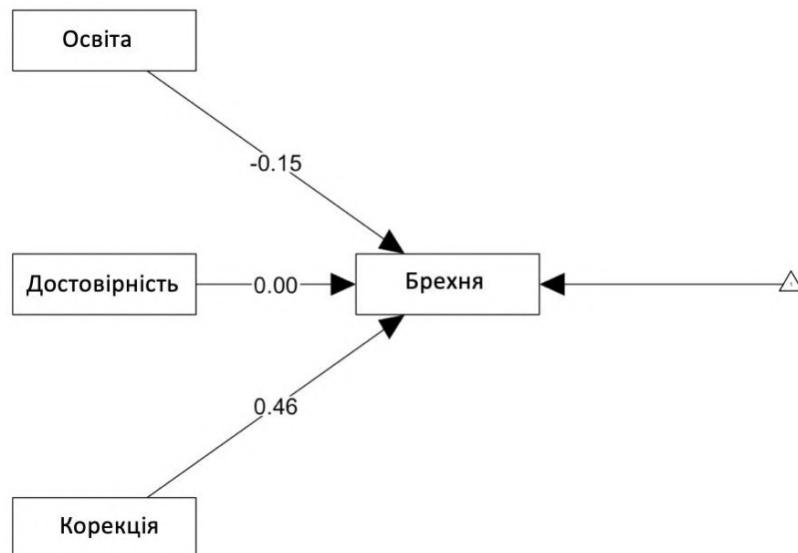 Освіта
-0.15
Достовірність
0.00
Брехня
0.46
Корекція